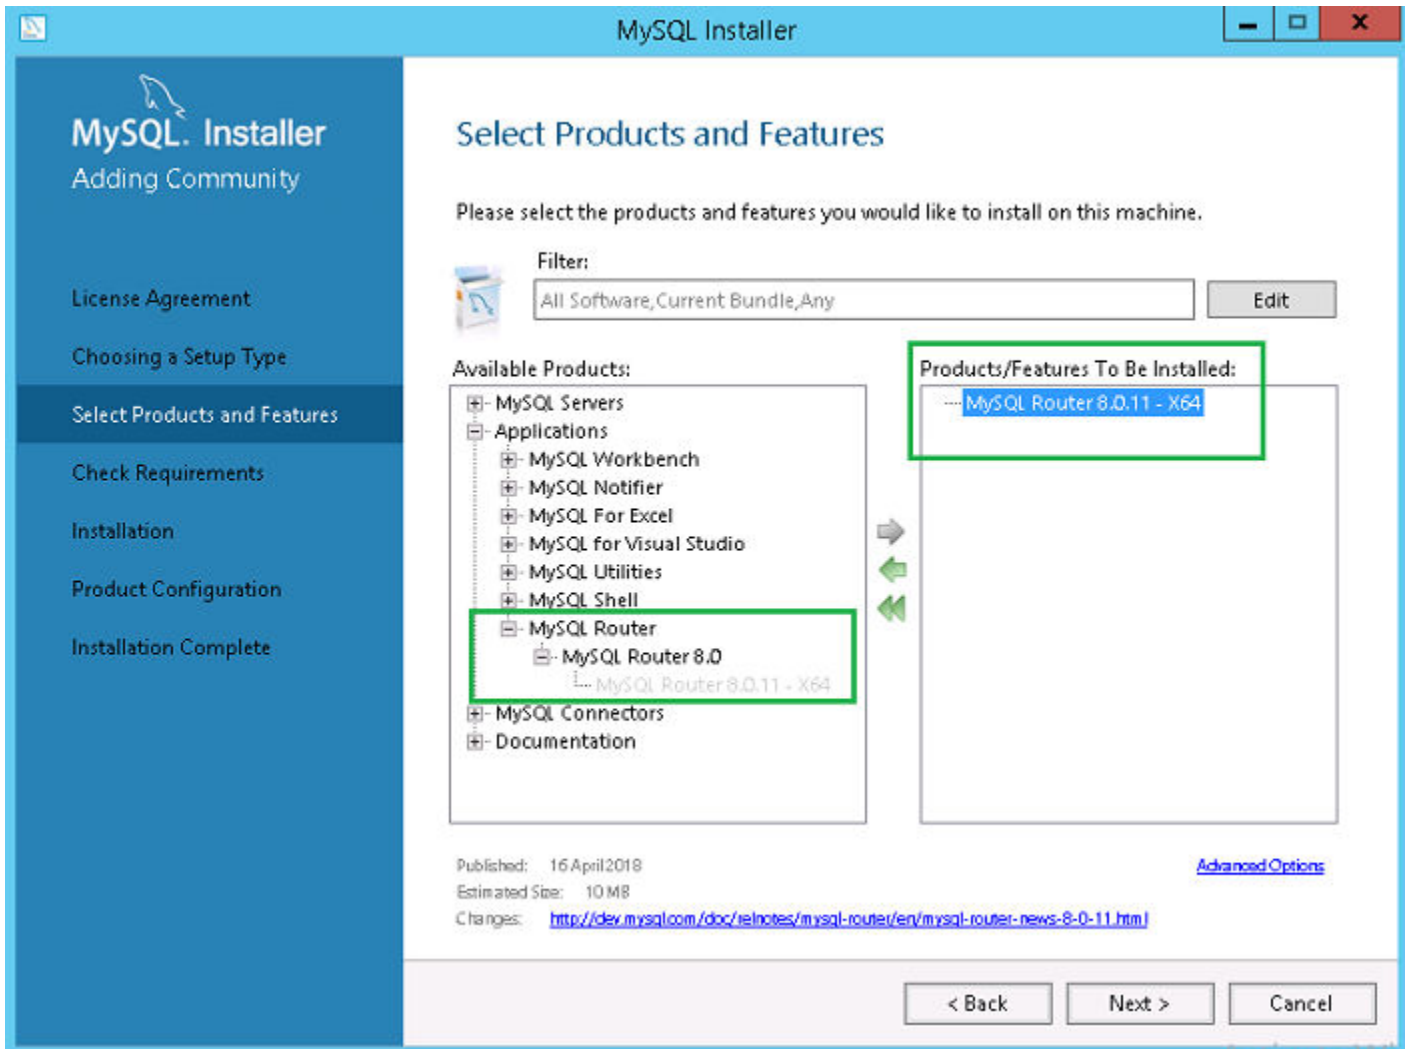 MySQL Installer
MySQL. Installer
Adding Community
License Agreement
Choosing a Setup Type
Select Products and Features
Check Requirements
Installation
Product Configuration
Installation Complete
Select Products and Features
Please select the products and features you would like to install on this machine.
Filter:
All Software,Current Bundle,Any
Edit
Available Products:
MySQL Servers
Applications
MySQL Workbench
MySQL Notifier
MySQL For Excel
MySQL for Visual Studio
MySQL Utilities
MySQL Shell
MySQL Router
MySQL Router 8.0
MySQL Router 8.0.11 - X64
MySQL Connectors
Documentation
Products/Features To Be Installed:
MySQL Router 8.0.11 - X64
Published: 16 April 2018
Estimated Size: 10 MB
Changes: http://dev.mysql.com/doc/relnotes/mysql-router/en/mysql-router-news-8-0-11.html
Advanced Options
< Back
Next >
Cancel